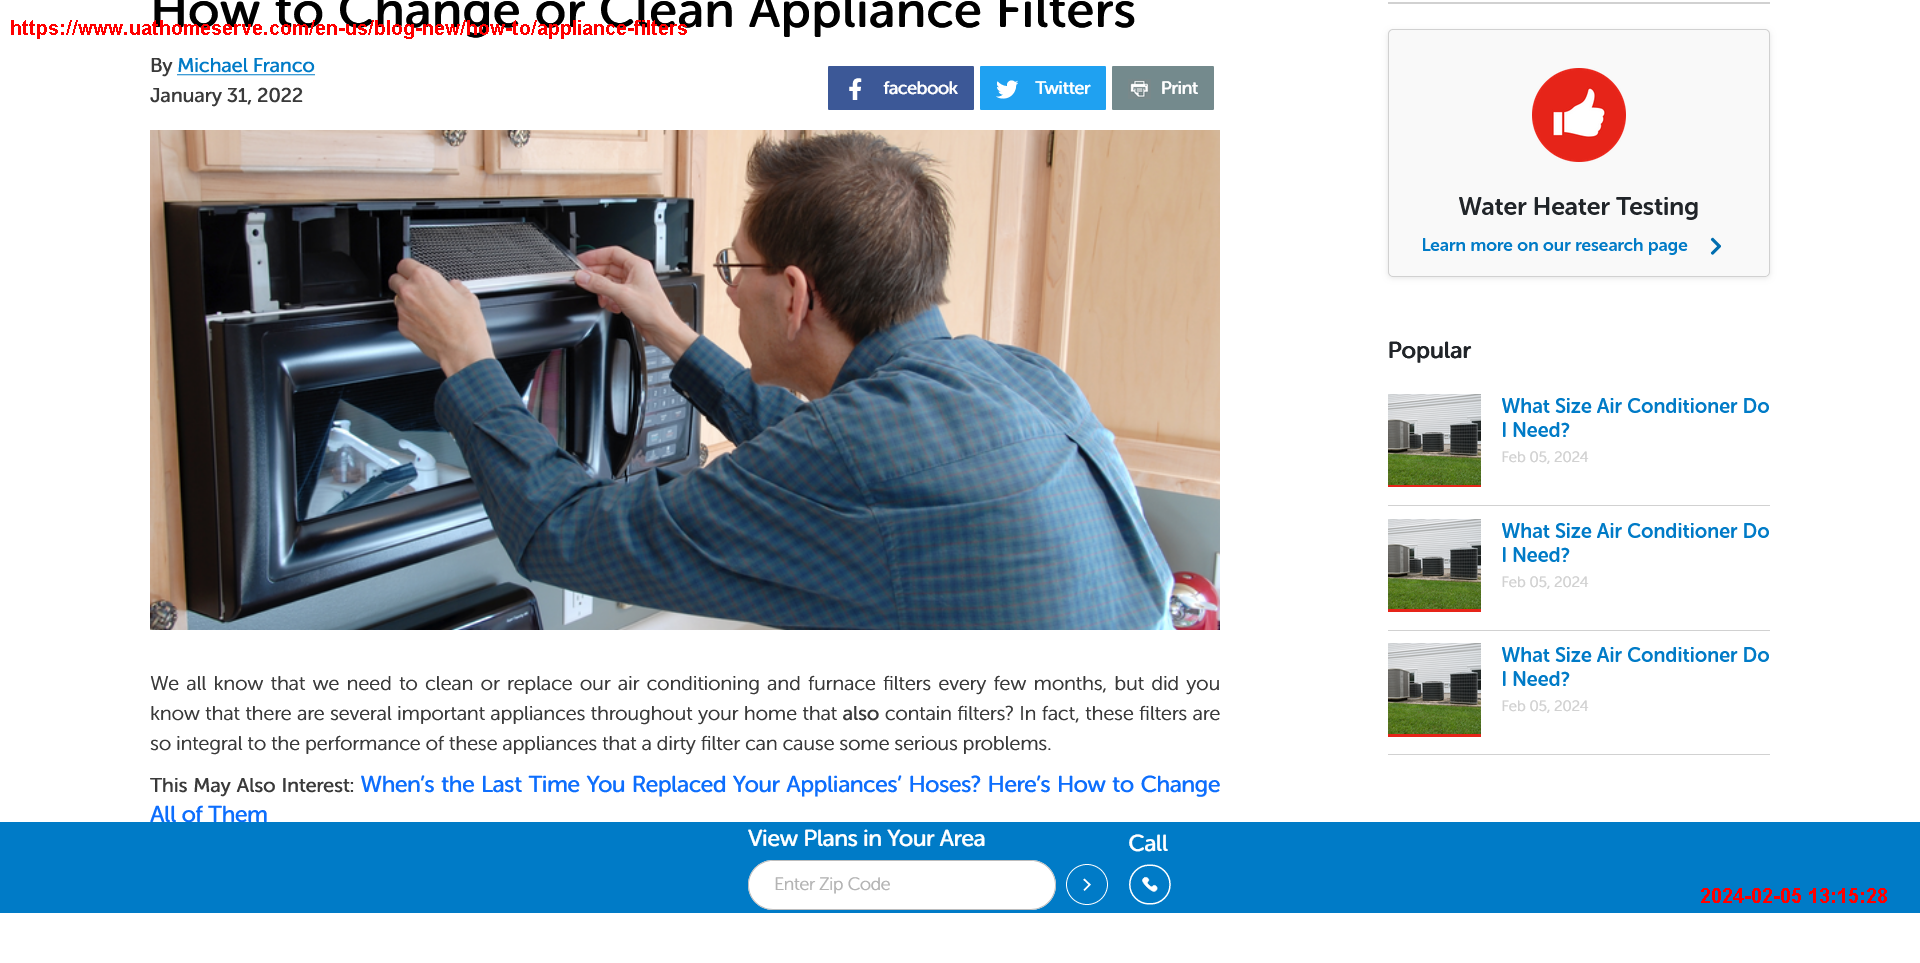 How to Change or Clean Appliance Filters
https://www.uathomeserve.com/en-us/blog-new/how-to/appliance-filters
By Michael Franco
January 31, 2022
facebook
Twitter
Print
We all know that we need to clean or replace our air conditioning and furnace filters every few months, but did you
know that there are several important appliances throughout your home that also contain filters? In fact, these filters are
so integral to the performance of these appliances that a dirty filter can cause some serious problems.
This May Also Interest: When’s the Last Time You Replaced Your Appliances’ Hoses? Here’s How to Change
All of Them
Water Heater Testing
Learn more on our research page
Popular
What Size Air Conditioner Do
I Need?
Feb 05, 2024
What Size Air Conditioner Do
I Need?
Feb 05, 2024
What Size Air Conditioner Do
I Need?
Feb 05, 2024
View Plans in Your Area
Enter Zip Code
Call
2024-02-05 13:15:28